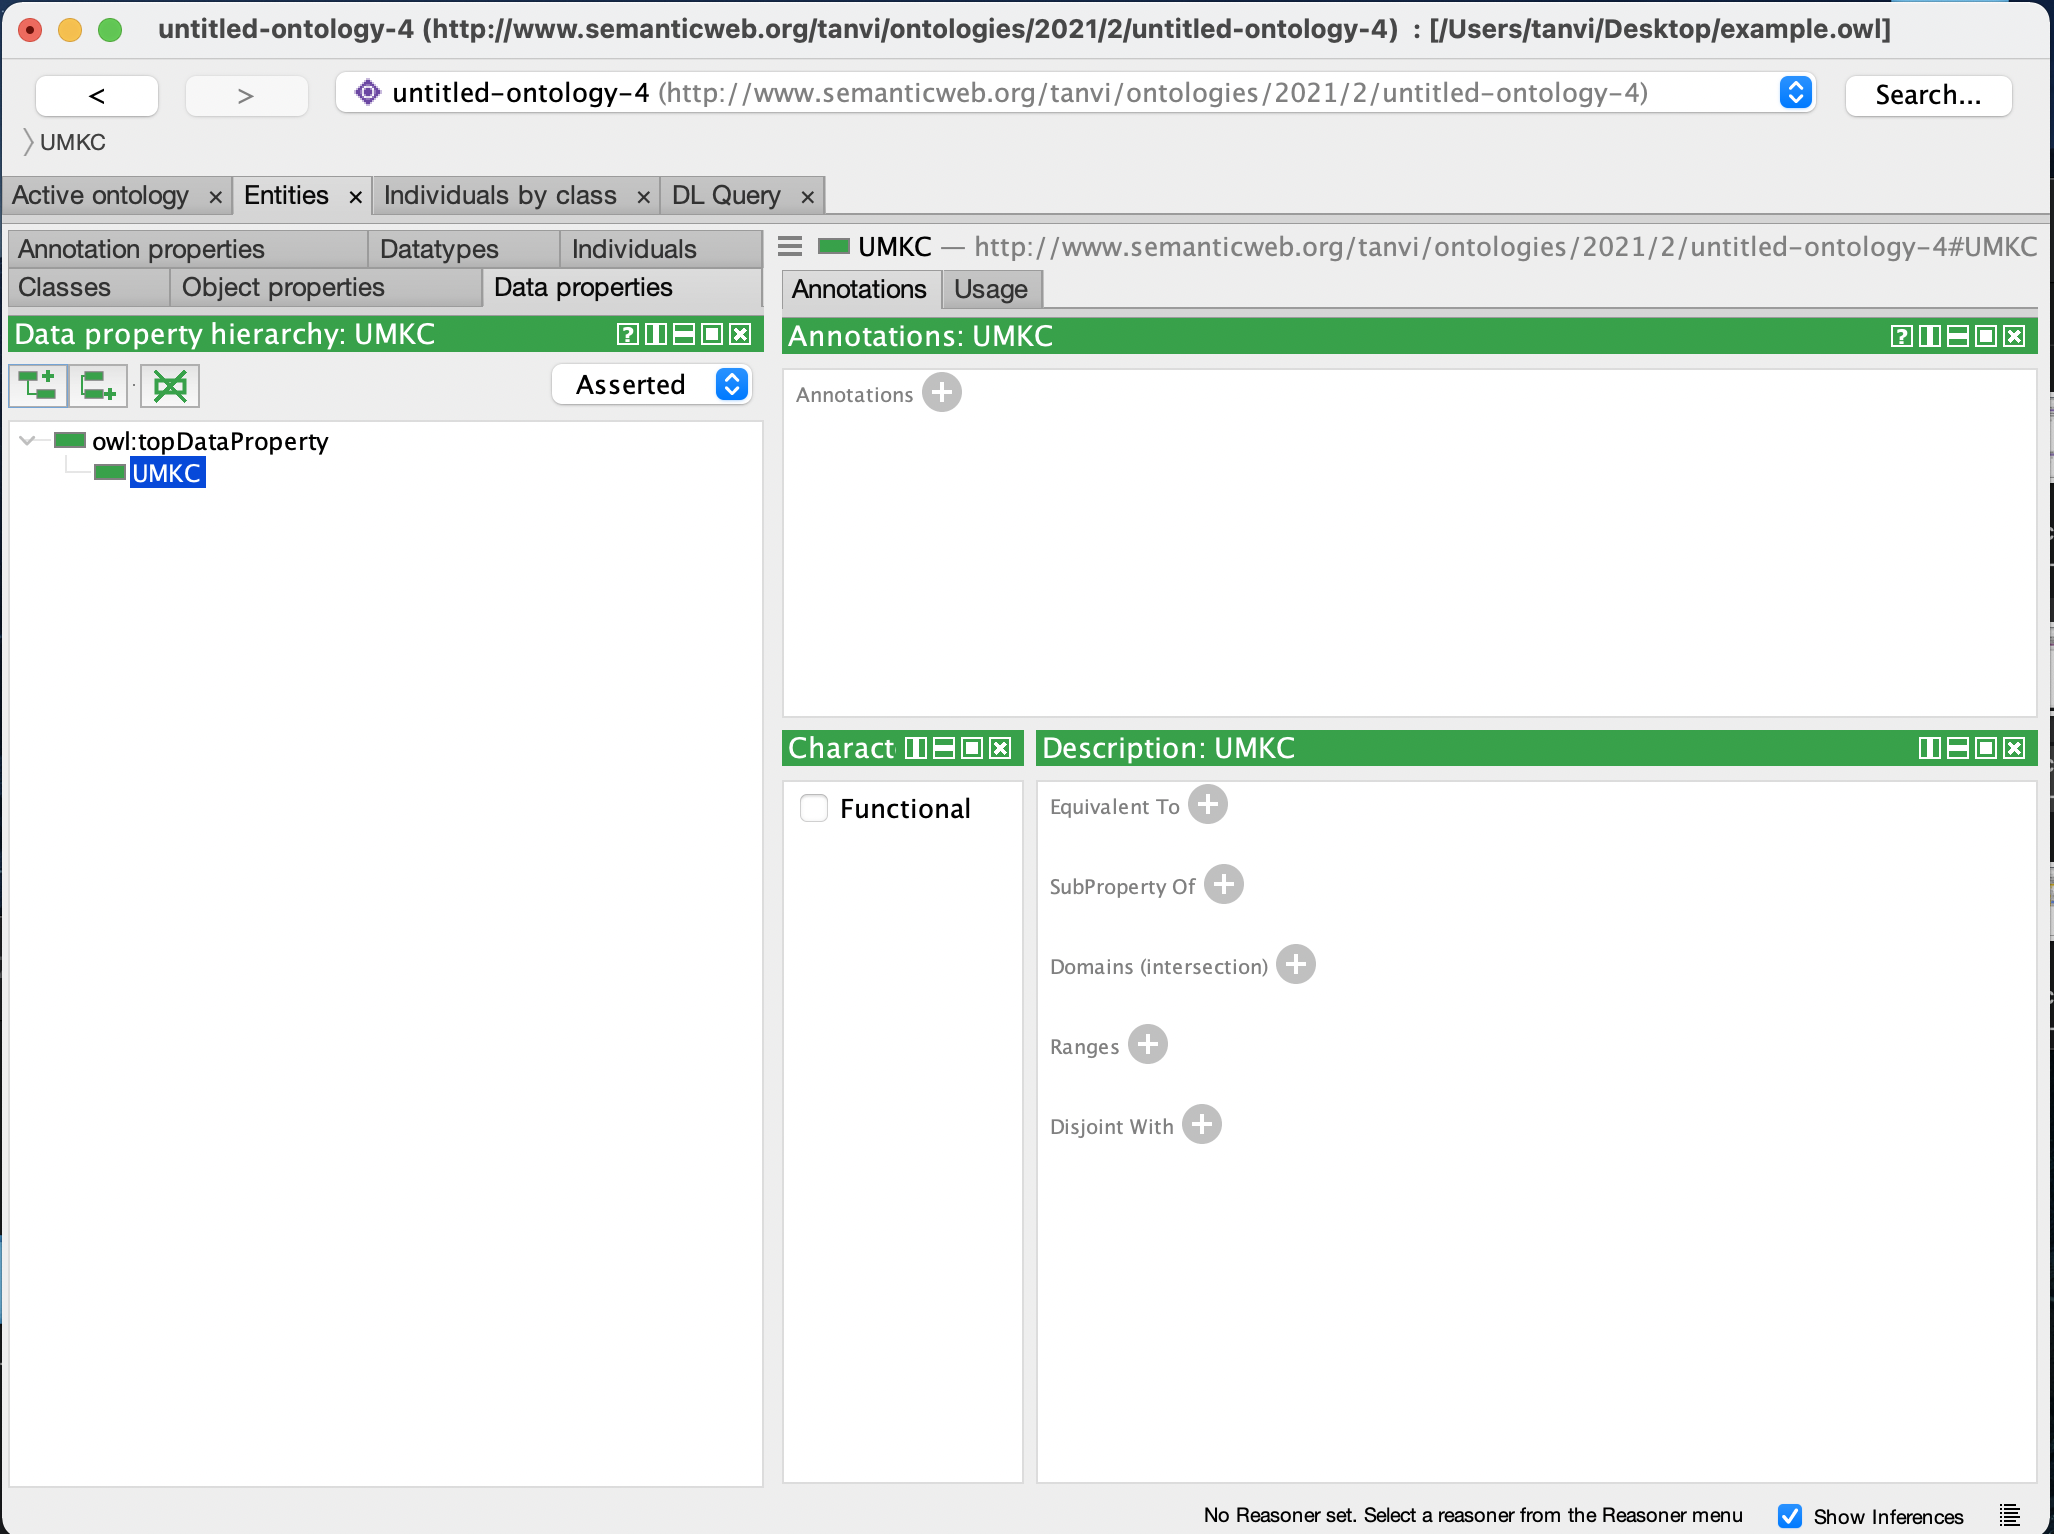 untitled-ontology-4 (http://www.semanticweb.org/tanvi/ontologies/2021/2/untitled-ontology-4) : [/Users/tanvi/Desktop/example.owl]
< > untitled-ontology-4 (http://www.semanticweb.org/tanvi/ontologies/2021/2/untitled-ontology-4) Search...
UMKC
Active ontology × Entities × Individuals by class × DL Query ×
Annotation properties Datatypes Individuals
Classes Object properties Data properties
Data property hierarchy: UMKC
Asserted
owl:topDataProperty
UMKC
UMKC — http://www.semanticweb.org/tanvi/ontologies/2021/2/untitled-ontology-4#UMKC
Annotations Usage
Annotations: UMKC
Annotations
Charact
Functional
Description: UMKC
Equivalent To
SubProperty Of
Domains (intersection)
Ranges
Disjoint With
No Reasoner set. Select a reasoner from the Reasoner menu Show Inferences